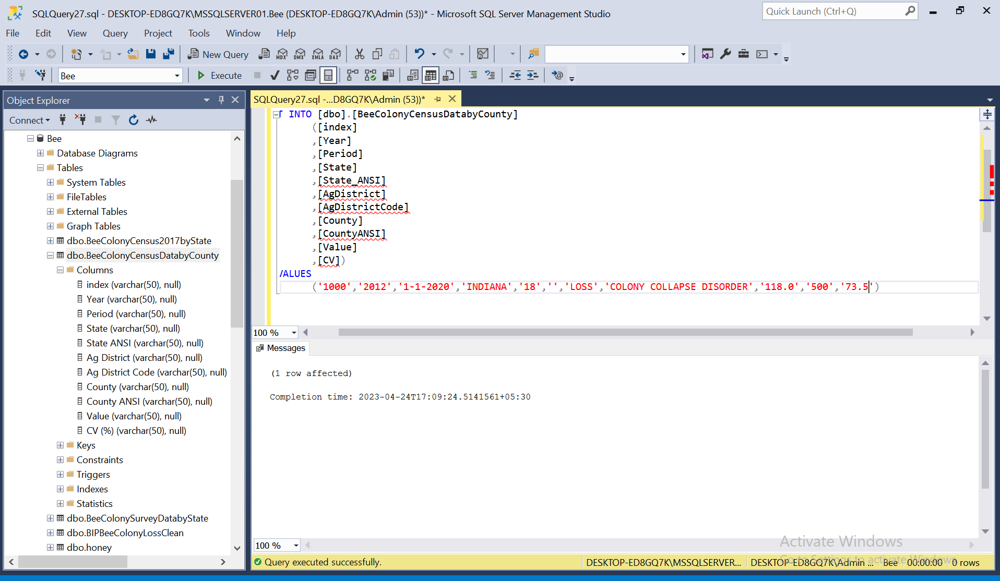 SQLQuery27.sql - DESKTOP-ED8GQ7K\MSSQLSERVER01.Bee (DESKTOP-ED8GQ7K\Admin (53))* - Microsoft SQL Server Management Studio
Quick Launch (Ctrl+Q)
File Edit View Query Project Tools Window Help
New Query MDX DMX XMLA DAX
Bee Execute
Object Explorer
Connect
Bee
Database Diagrams
Tables
System Tables
FileTables
External Tables
Graph Tables
dbo.BeeColonyCensus2017byState
dbo.BeeColonyCensusDatabyCounty
Columns
index (varchar(50), null)
Year (varchar(50), null)
Period (varchar(50), null)
State (varchar(50), null)
State ANSI (varchar(50), null)
Ag District (varchar(50), null)
Ag District Code (varchar(50), null)
County (varchar(50), null)
County ANSI (varchar(50), null)
Value (varchar(50), null)
CV (%) (varchar(50), null)
Keys
Constraints
Triggers
Indexes
Statistics
dbo.BeeColonySurveyDatabyState
dbo.BIPBeeColonyLossClean
dbo.honey
SQLQuery27.sql -...D8GQ7K\Admin (53))*
T INTO [dbo].[BeeColonyCensusDatabyCounty]
([index]
,[Year]
,[Period]
,[State]
,[State_ANSI]
,[AgDistrict]
,[AgDistrictCode]
,[County]
,[CountyANSI]
,[Value]
,[CV])
VALUES
('1000','2012','1-1-2020','INDIANA','18','','LOSS','COLONY COLLAPSE DISORDER','118.0','500','73.5')
100 %
Messages
(1 row affected)
Completion time: 2023-04-24T17:09:24.5141561+05:30
100 %
Activate Windows
Go to Settings to activate Windows.
Query executed successfully.
DESKTOP-ED8GQ7K\MSSQLSERVER... DESKTOP-ED8GQ7K\Admin ... Bee 00:00:00 0 rows